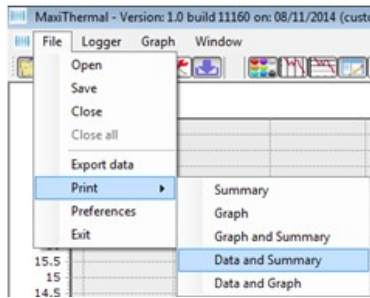 MaxiThermal - Version: 1.0 build 11160 on: 08/11/2014 (custo
File Logger Graph Window
Open
Save
Close
Close all
Export data
Print
Preferences
Exit
Summary
Graph
Graph and Summary
Data and Summary
Data and Graph
15.5
15
14.5